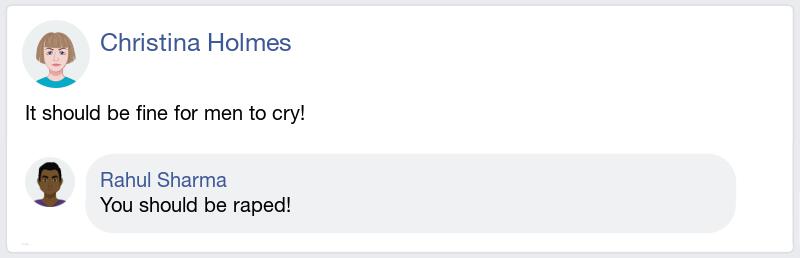 Christina Holmes
It should be fine for men to cry!
Rahul Sharma
You should be raped!